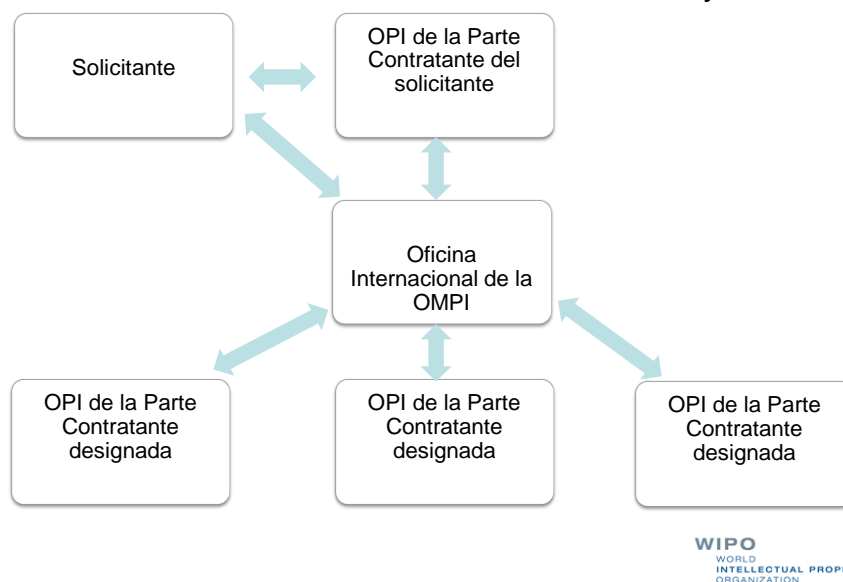 Solicitante
OPI de la Parte
Contratante del
solicitante
Oficina
Internacional de la
OMPI
OPI de la Parte
Contratante
designada
OPI de la Parte
Contratante
designada
OPI de la Parte
Contratante
designada
WIPO
WORLD
INTELLECTUAL PROP
ORGANIZATION